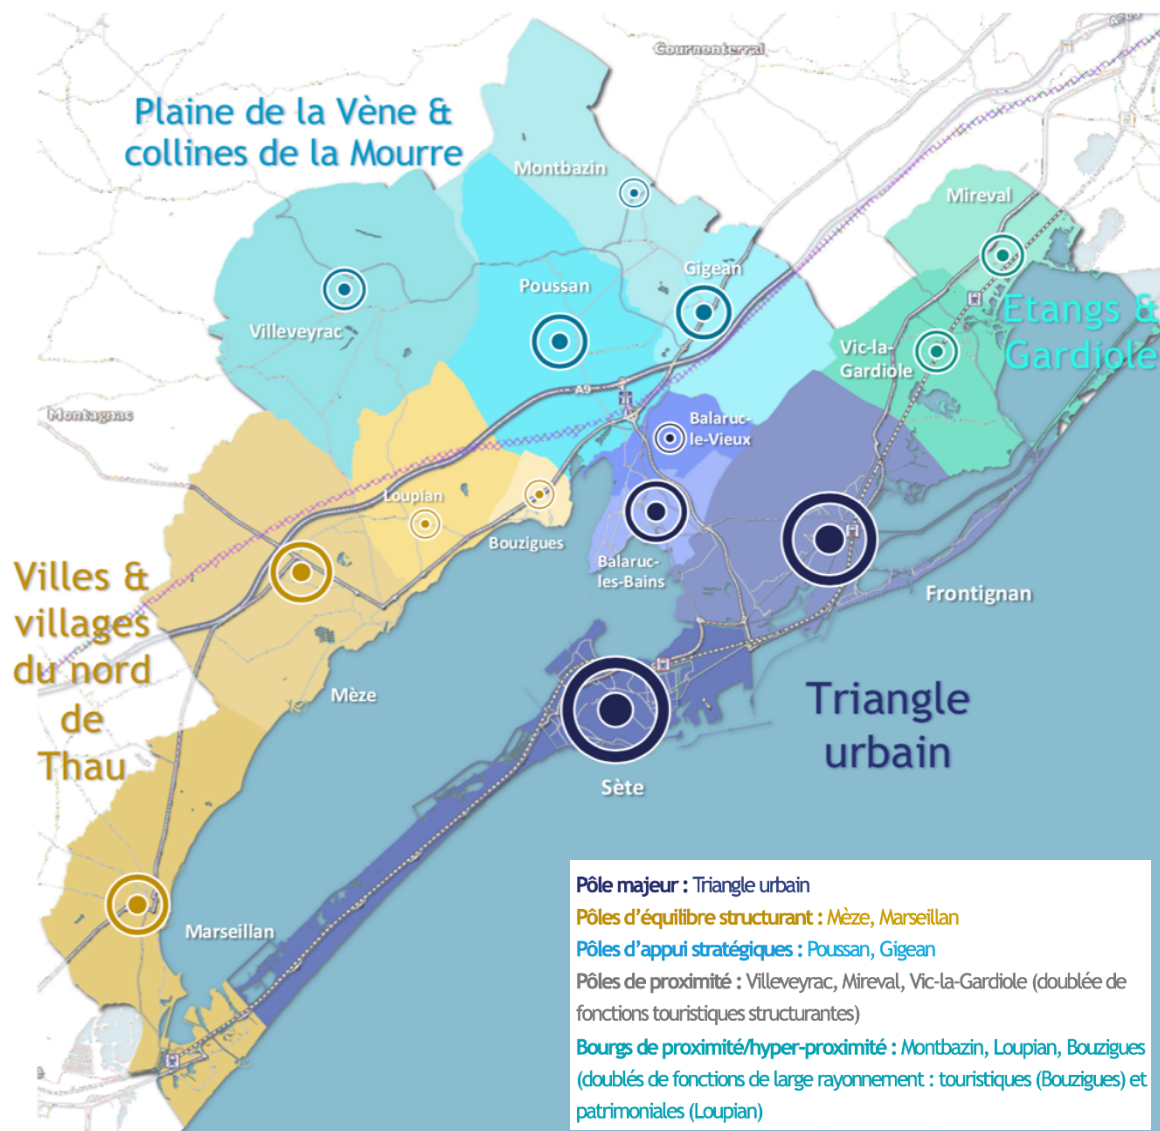 Cournonterral
Plaine de la Vène &
collines de la Mourre
Montbazin
Mireval
Gigean
Poussan
Villeveyrac
Etangs &
Gardiole
Vic-la-
Gardiole
A9
Montagnac
Balaruc-
le-Vieux
Loupian
Bouzigues
Balaruc-
les-Bains
Villes &
villages
du nord
de
Thau
Frontignan
Mèze
Triangle
urbain
Sète
Marseillan
Pôle majeur : Triangle urbain
Pôles d'équilibre structurant : Mèze, Marseillan
Pôles d'appui stratégiques : Poussan, Gigean
Pôles de proximité : Villeveyrac, Mireval, Vic-la-Gardiole (doublée de
fonctions touristiques structurantes)
Bourgs de proximité/hyper-proximité : Montbazin, Loupian, Bouzigues
(doublés de fonctions de large rayonnement : touristiques (Bouzigues) et
patrimoniales (Loupian)